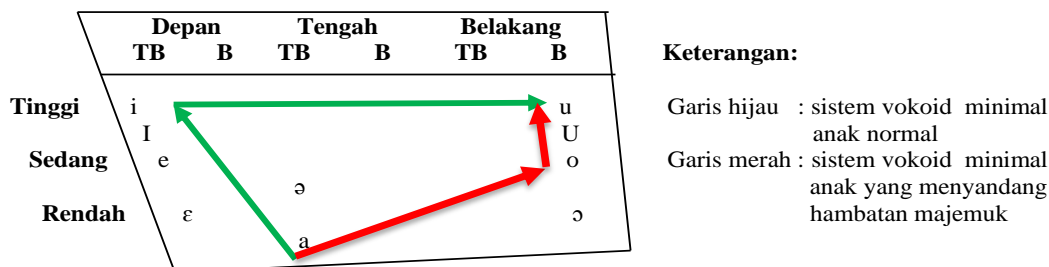 Depan Tengah Belakang
TB B TB B TB B
Keterangan:
Tinggi i u
I U
Sedang e o
ə
Rendah ɛ ɔ
a
Garis hijau : sistem vokoid minimal
anak normal
Garis merah : sistem vokoid minimal
anak yang menyandang
hambatan majemuk